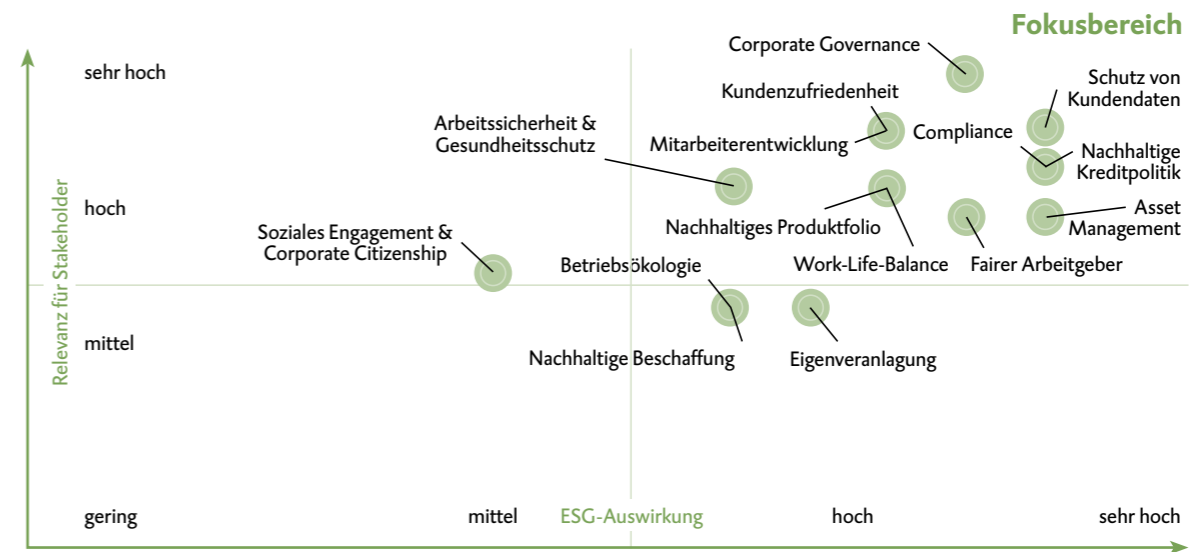 Fokusbereich
Corporate Governance
sehr hoch
Schutz von
Kundendaten
Kundenzufriedenheit
Arbeitssicherheit &
Gesundheitsschutz
Mitarbeiterentwicklung
Compliance
Nachhaltige
Kreditpolitik
hoch
Asset
Management
Nachhaltiges Produktfolio
Soziales Engagement &
Corporate Citizenship
Betriebsökologie
Work-Life-Balance
Fairer Arbeitgeber
Relevanz für Stakeholder
mittel
Nachhaltige Beschaffung
Eigenveranlagung
gering
mittel
ESG-Auswirkung
hoch
sehr hoch